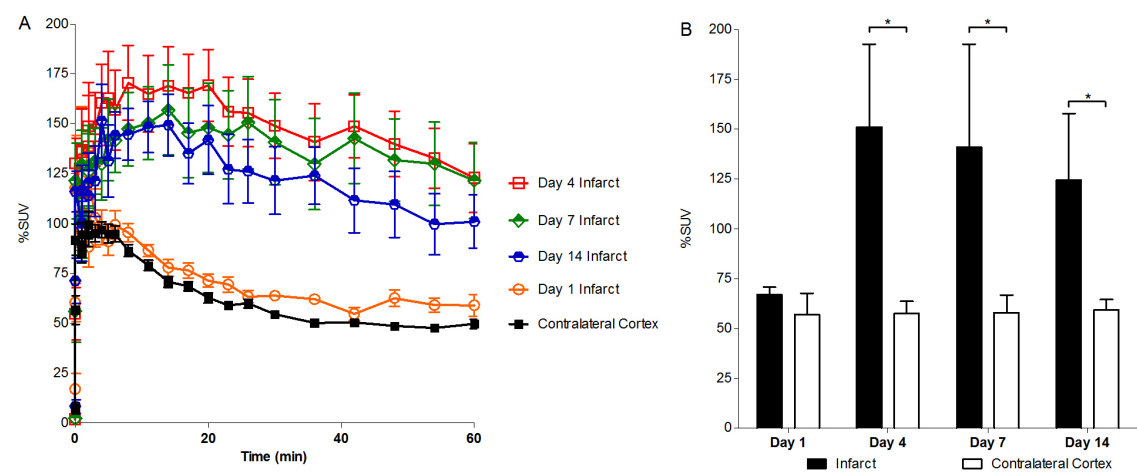 A
%SUV
200
175
150
125
100
75
50
25
0
0
20
40
60
Time (min)
Day 4 Infarct
Day 7 Infarct
Day 14 Infarct
Day 1 Infarct
Contralateral Cortex
B
%SUV
200
175
150
125
100
75
50
25
0
*
*
*
Day 1
Day 4
Day 7
Day 14
Infarct
Contralateral Cortex